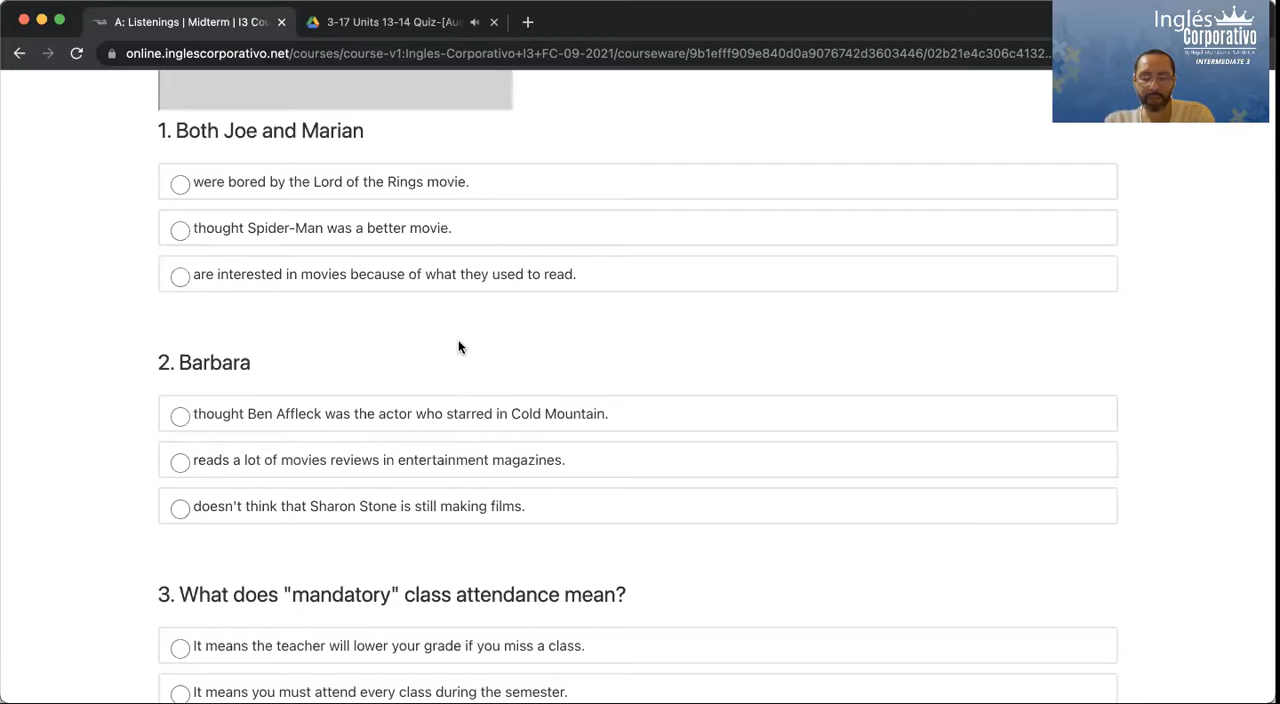 A: Listenings | Midterm | I3 Cou
3-17 Units 13-14 Quiz-[Au
online.inglescorporativo.net/courses/course-v1:Ingles-Corporativo+I3+FC-09-2021/courseware/9b1efff909e840d0a9076742d3603446/02b21e4c306c4132...
Inglés
Corporativo
INTERMEDIATE 3
1. Both Joe and Marian
were bored by the Lord of the Rings movie.
thought Spider-Man was a better movie.
are interested in movies because of what they used to read.
2. Barbara
thought Ben Affleck was the actor who starred in Cold Mountain.
reads a lot of movies reviews in entertainment magazines.
doesn't think that Sharon Stone is still making films.
3. What does "mandatory" class attendance mean?
It means the teacher will lower your grade if you miss a class.
It means you must attend every class during the semester.